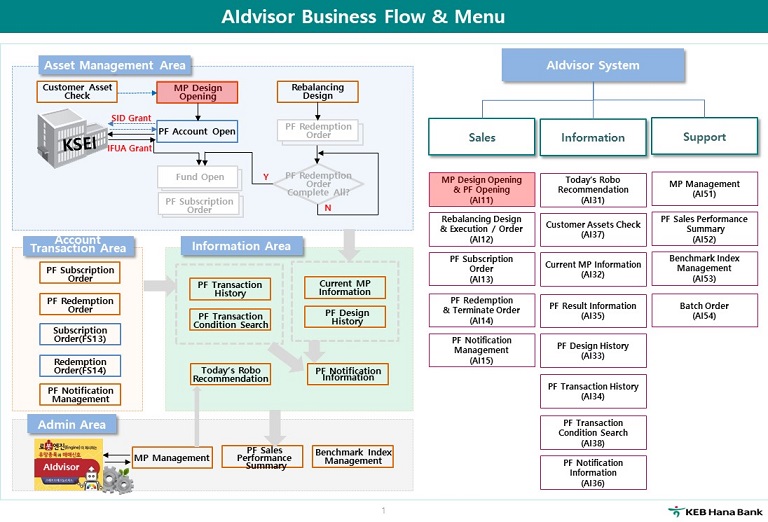 AIdvisor Business Flow & Menu
Asset Management Area
Customer Asset
Check
MP Design
Opening
Rebalancing
Design
SID Grant
KSEI
PF Account Open
PF Redemption
Order
IFUA Grant
Fund Open
Y
PF Redemption
Order
Complete All?
PF Subscription
Order
N
Account
Transaction Area
PF Subscription
Order
PF Redemption
Order
Subscription
Order(FS13)
Redemption
Order(FS14)
PF Notification
Management
Information Area
PF Transaction
History
PF Transaction
Condition Search
Current MP
Information
PF Design
History
Today's Robo
Recommendation
PF Notification
Information
Admin Area
AIdvisor
MP Management
PF Sales
Performance
Summary
Benchmark Index
Management
AIdvisor System
Sales
Information
Support
MP Design Opening
& PF Opening
(AI11)
Rebalancing Design
& Execution / Order
(AI12)
PF Subscription
Order
(AI13)
PF Redemption
& Terminate Order
(AI14)
PF Notification
Management
(AI15)
Today's Robo
Recommendation
(AI31)
Customer Assets Check
(AI37)
Current MP Information
(AI32)
PF Result Information
(AI35)
PF Design History
(AI33)
PF Transaction History
(AI34)
PF Transaction
Condition Search
(AI38)
PF Notification
Information
(AI36)
MP Management
(AI51)
PF Sales Performance
Summary
(AI52)
Benchmark Index
Management
(AI53)
Batch Order
(AI54)
1
KEB Hana Bank